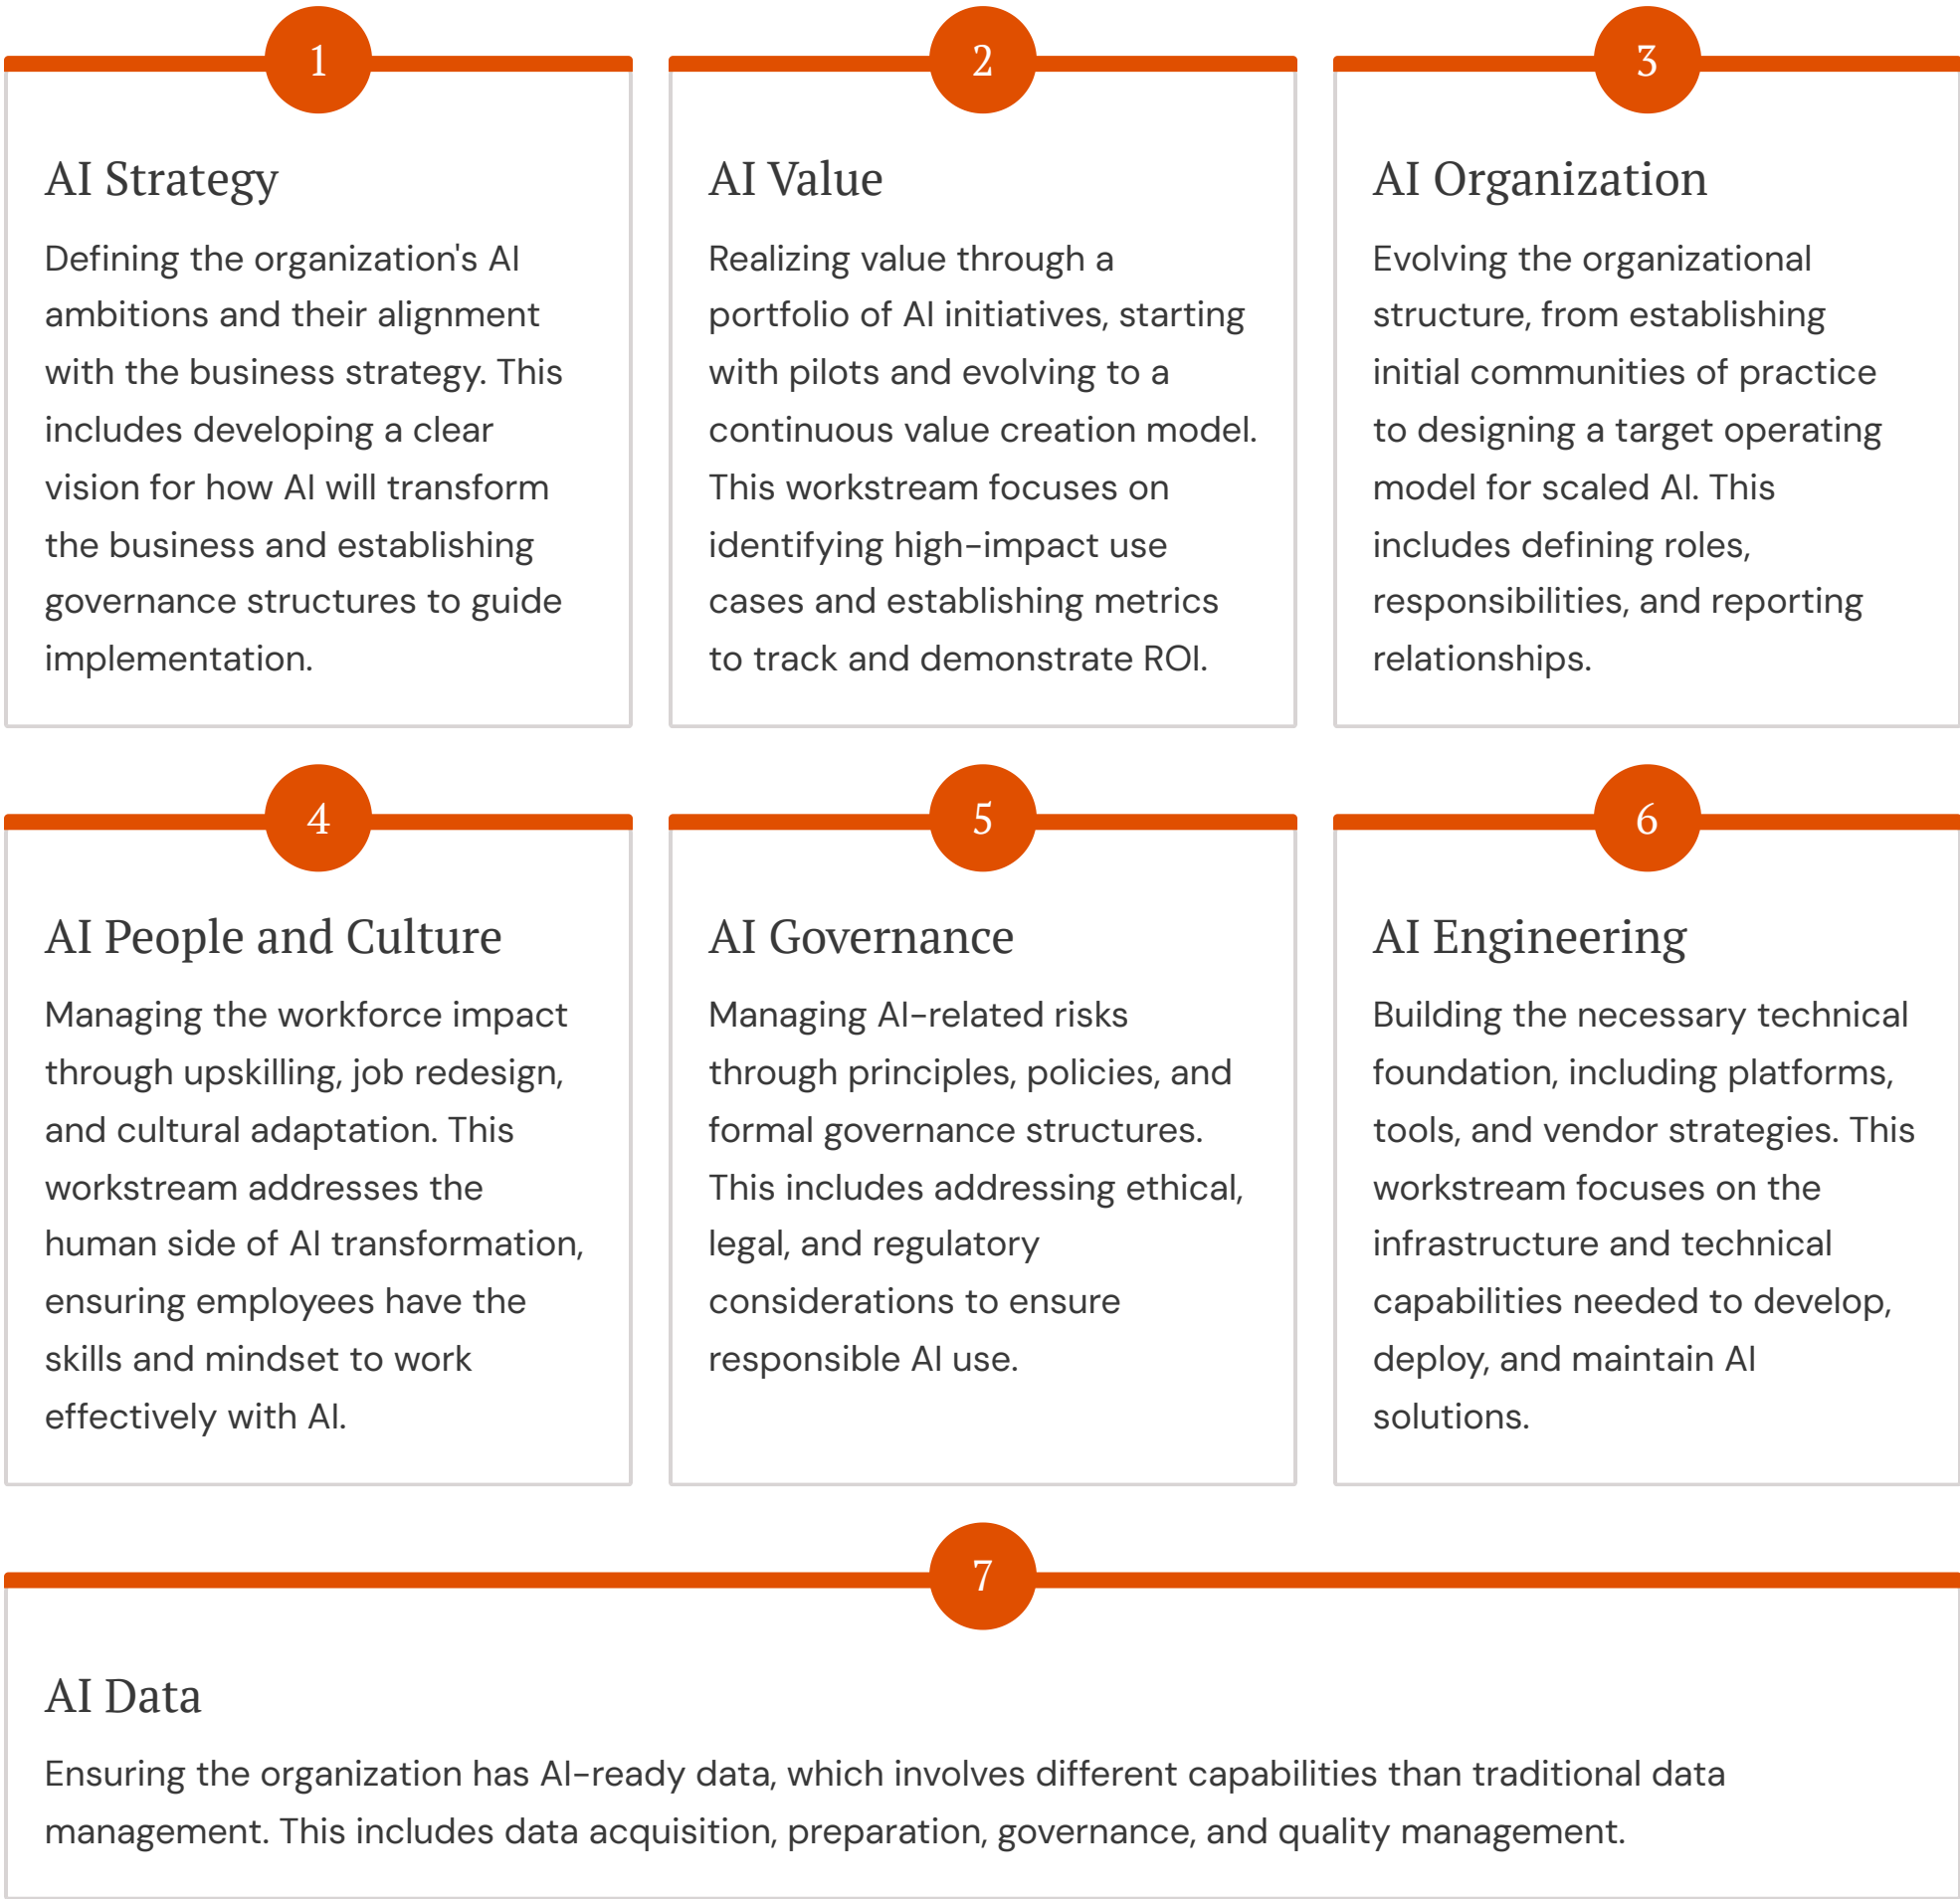 1
AI Strategy
Defining the organization's AI
ambitions and their alignment
with the business strategy. This
includes developing a clear
vision for how AI will transform
the business and establishing
governance structures to guide
implementation.
2
AI Value
Realizing value through a
portfolio of AI initiatives, starting
with pilots and evolving to a
continuous value creation model.
This workstream focuses on
identifying high-impact use
cases and establishing metrics
to track and demonstrate ROI.
3
AI Organization
Evolving the organizational
structure, from establishing
initial communities of practice
to designing a target operating
model for scaled AI. This
includes defining roles,
responsibilities, and reporting
relationships.
4
AI People and Culture
Managing the workforce impact
through upskilling, job redesign,
and cultural adaptation. This
workstream addresses the
human side of AI transformation,
ensuring employees have the
skills and mindset to work
effectively with AI.
5
AI Governance
Managing AI-related risks
through principles, policies, and
formal governance structures.
This includes addressing ethical,
legal, and regulatory
considerations to ensure
responsible AI use.
6
AI Engineering
Building the necessary technical
foundation, including platforms,
tools, and vendor strategies. This
workstream focuses on the
infrastructure and technical
capabilities needed to develop,
deploy, and maintain AI
solutions.
7
AI Data
Ensuring the organization has AI-ready data, which involves different capabilities than traditional data
management. This includes data acquisition, preparation, governance, and quality management.